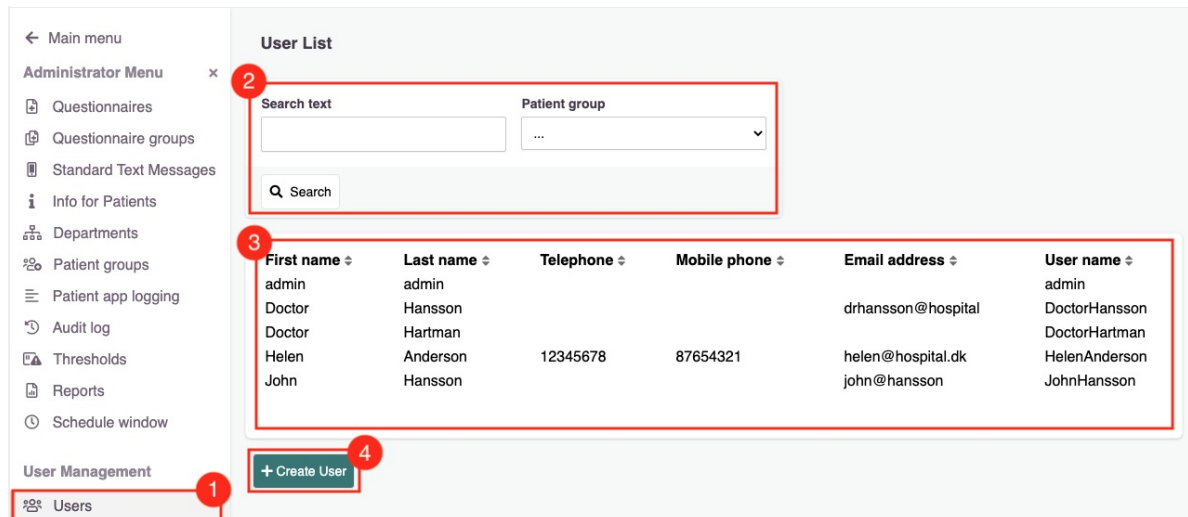 Main menu
Administrator Menu ×
Questionnaires
Questionnaire groups
Standard Text Messages
Info for Patients
Departments
Patient groups
Patient app logging
Audit log
Thresholds
Reports
Schedule window
User Management
1
Users
User List
2
Search text Patient group
...
Search
3
First name Last name Telephone Mobile phone Email address User name
admin admin admin
Doctor Hansson drhansson@hospital DoctorHansson
Doctor Hartman DoctorHartman
Helen Anderson 12345678 87654321 helen@hospital.dk HelenAnderson
John Hansson john@hansson JohnHansson
4
+ Create User